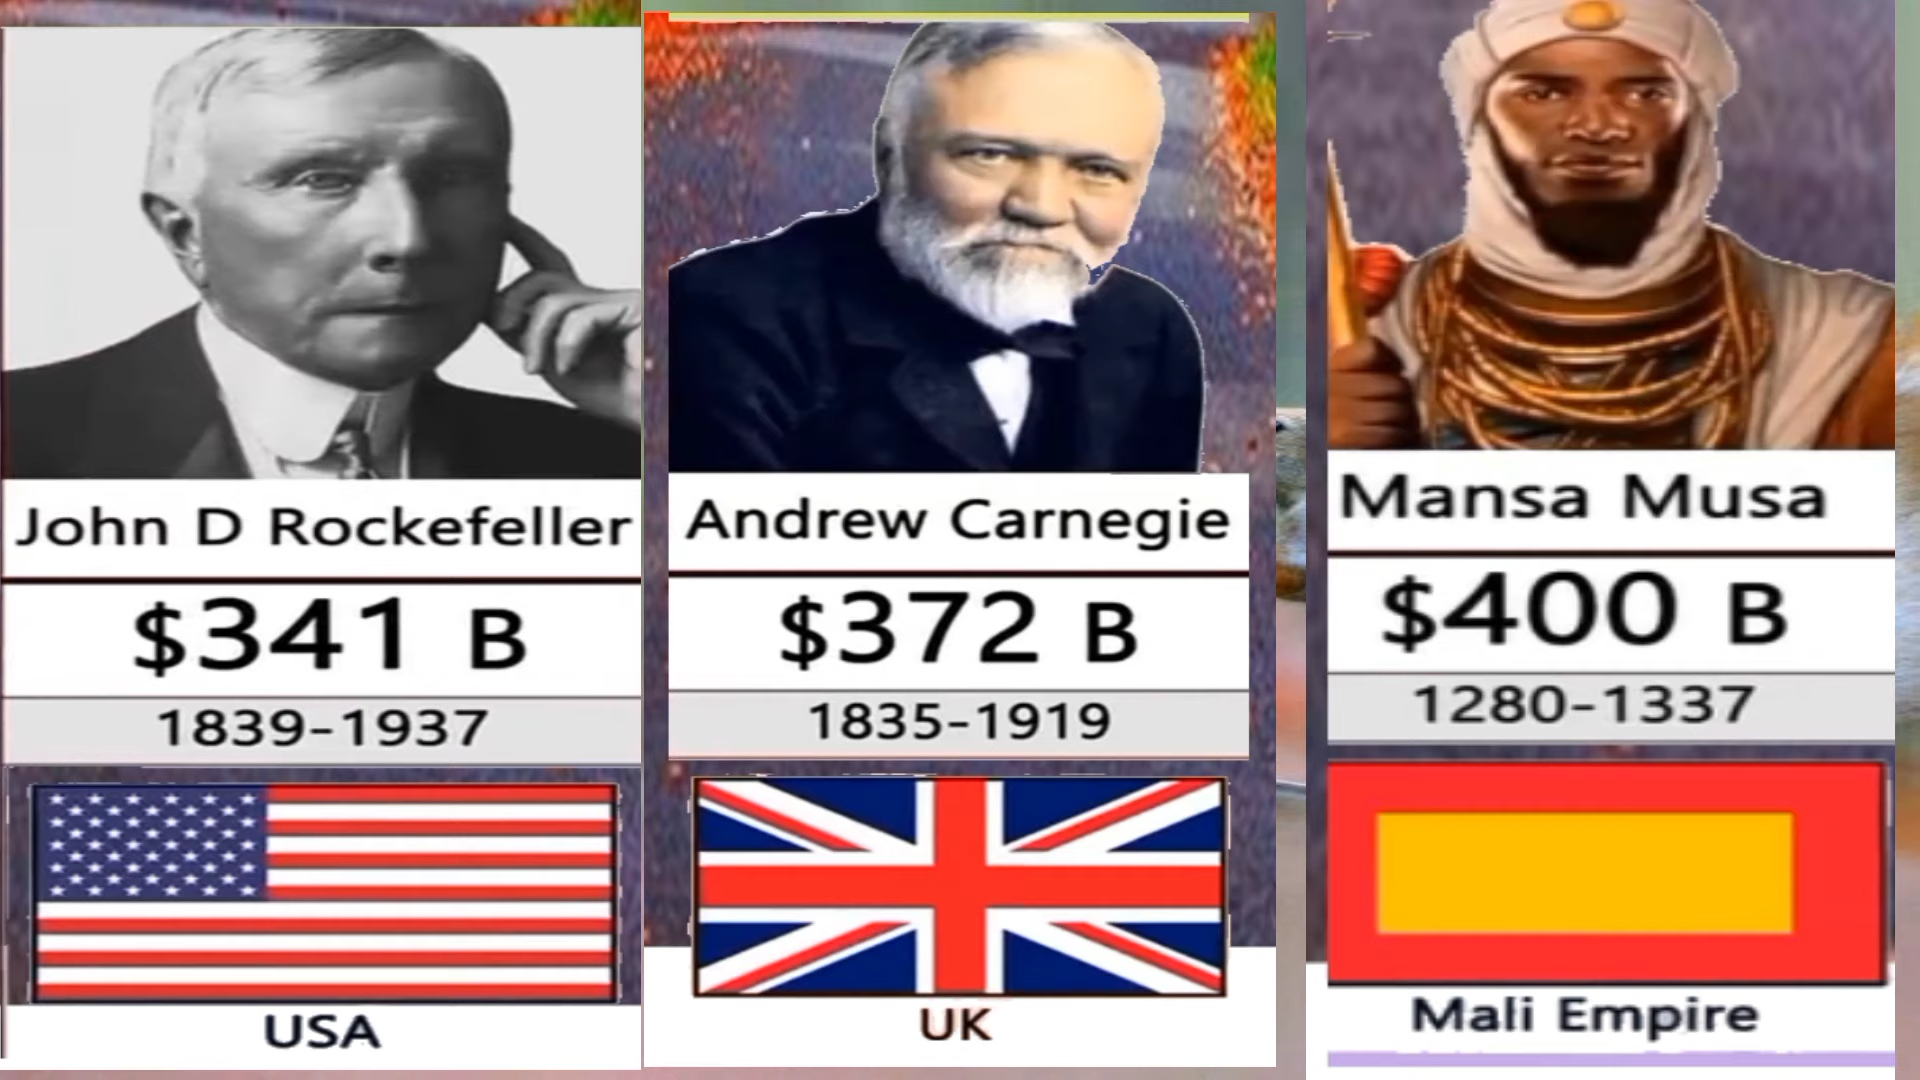 John D Rockefeller
$341 B
1839-1937
USA
Andrew Carnegie
$372 B
1835-1919
UK
Mansa Musa
$400 B
1280-1337
Mali Empire